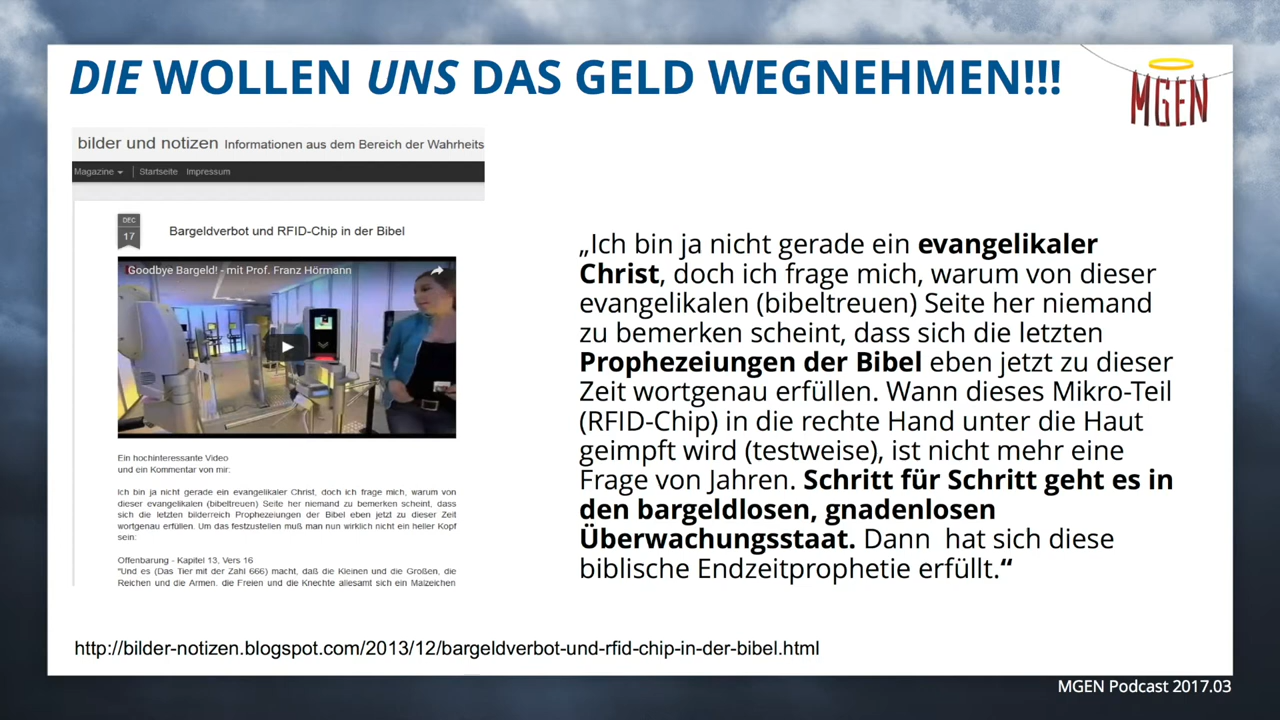 DIE WOLLEN UNS DAS GELD WEGNEHMEN!!!
MGEN
bilder und notizen Informationen aus dem Bereich der Wahrheits
Magazine Startseite Impressum
DEC
17
Bargeldverbot und RFID-Chip in der Bibel
Goodbye Bargeld! - mit Prof. Franz Hörmann
Ein hochinteressante Video
und ein Kommentar von mir:
Ich bin ja nicht gerade ein evangelikaler Christ, doch ich frage mich, warum von
dieser evangelikalen (bibeltreuen) Seite her niemand zu bemerken scheint, dass
sich die letzten bilderreich Prophezeiungen der Bibel eben jetzt zu dieser Zeit
wortgenau erfüllen. Um das festzustellen muß man nun wirklich nicht ein heller Kopf
sein:
Offenbarung - Kapitel 13, Vers 16
"Und es (Das Tier mit der Zahl 666) macht, daß die Kleinen und die Großen, die
Reichen und die Armen, die Freien und die Knechte allesamt sich ein Malzeichen
„Ich bin ja nicht gerade ein evangelikaler
Christ, doch ich frage mich, warum von dieser
evangelikalen (bibeltreuen) Seite her niemand
zu bemerken scheint, dass sich die letzten
Prophezeiungen der Bibel eben jetzt zu dieser
Zeit wortgenau erfüllen. Wann dieses Mikro-Teil
(RFID-Chip) in die rechte Hand unter die Haut
geimpft wird (testweise), ist nicht mehr eine
Frage von Jahren. Schritt für Schritt geht es in
den bargeldlosen, gnadenlosen
Überwachungsstaat. Dann hat sich diese
biblische Endzeitprophetie erfüllt.“
http://bilder-notizen.blogspot.com/2013/12/bargeldverbot-und-rfid-chip-in-der-bibel.html
MGEN Podcast 2017.03